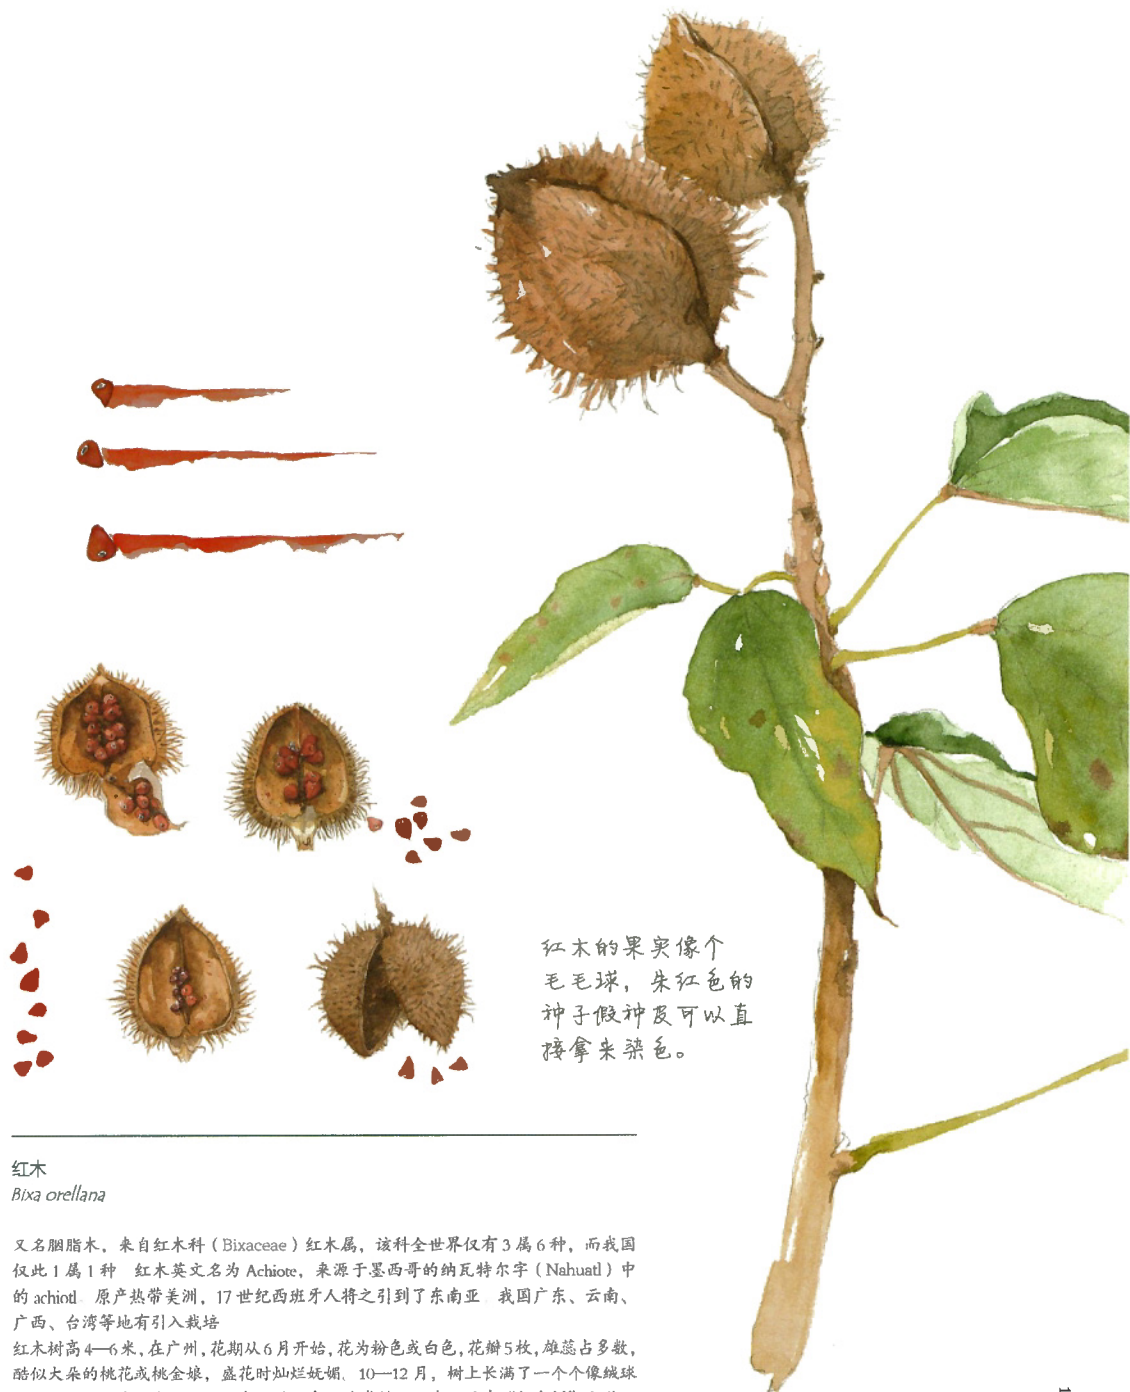 红木的果实像个
毛毛球，朱红色的
种子假种皮可以直
接拿来染色。
红木
Bixa orellana
又名胭脂木，来自红木科（Bixaceae）红木属，该科全世界仅有3属6种，而我国
仅此1属1种 红木英文名为Achiote，来源于墨西哥的纳瓦特尔字（Nahuatl）中
的achiotl 原产热带美洲，17世纪西班牙人将之引到了东南亚 我国广东、云南、
广西、台湾等地有引入栽培
红木树高4—6米，在广州，花期从6月开始，花为粉色或白色，花瓣5枚，雄蕊占多数，
酷似大朵的桃花或桃金娘，盛花时灿烂妩媚、10—12月，树上长满了一个个像绒球